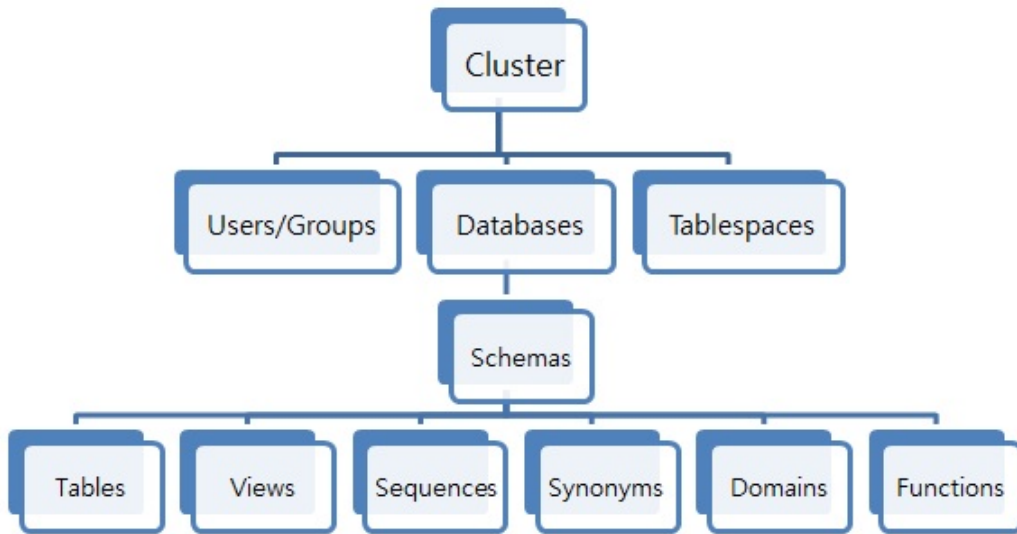 Cluster
Users/Groups
Databases
Tablespaces
Schemas
Tables
Views
Sequences
Synonyms
Domains
Functions